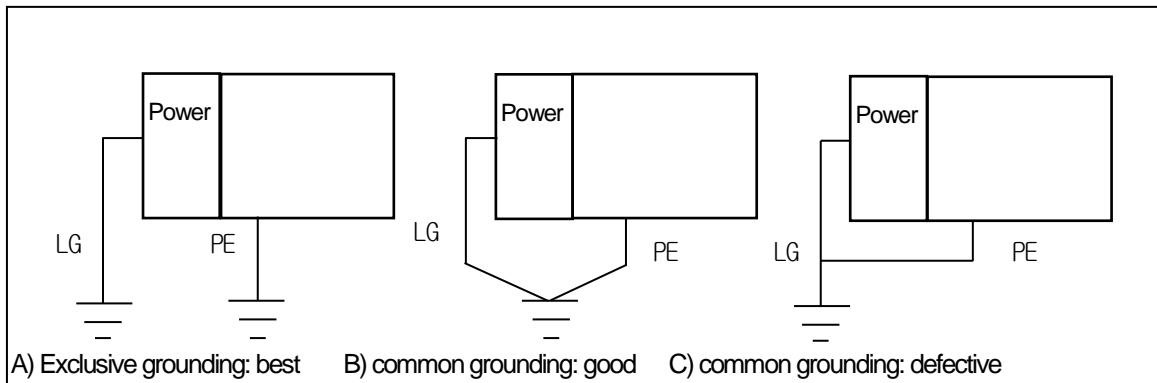 Power
Power
Power
LG
PE
LG
PE
LG
PE
A) Exclusive grounding: best
B) common grounding: good
C) common grounding: defective